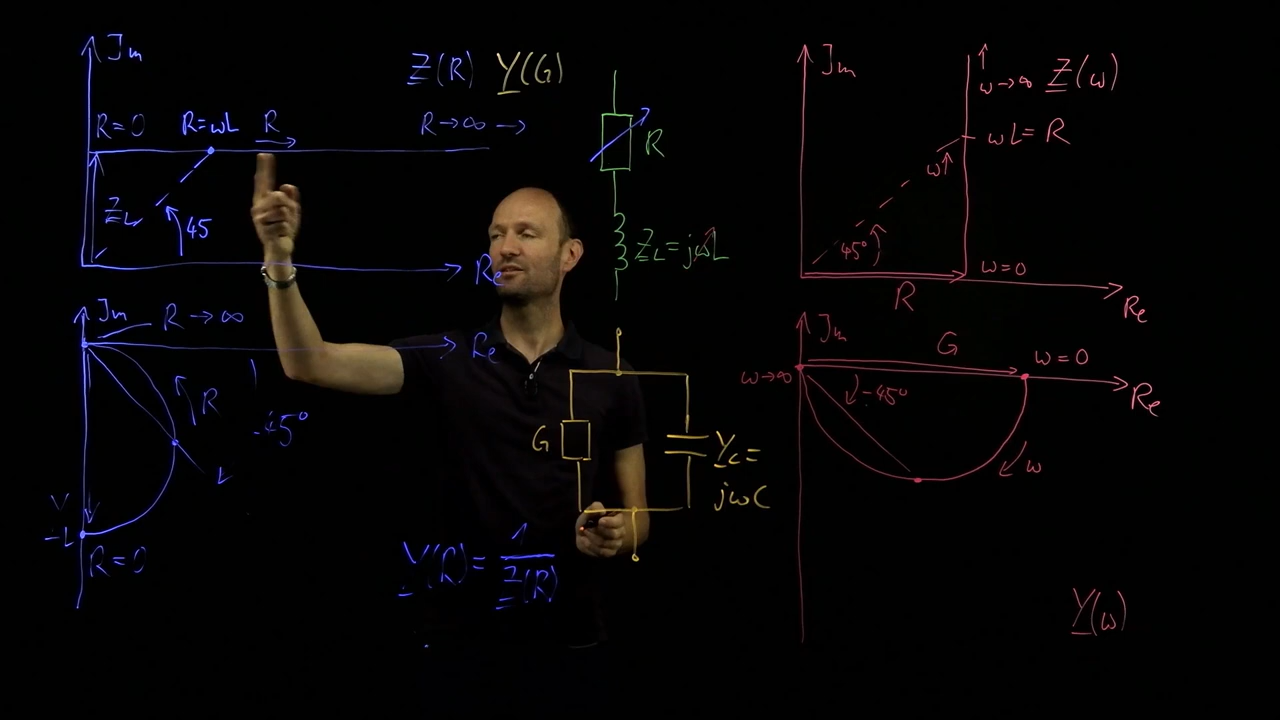 Im
Z(R) Y(G)
R=0 R=ωL R R→∞
Z_L 45
Re
R
Z_L=jωL
Im R→∞
Re
R
-45°
-L
R=0
G
Y_C=
jωC
Y(R)= 1/Z(R)
Im
ω→∞ Z(ω)
ωL=R
ω
45°
ω=0
R
Re
Im
G ω=0
ω→∞
-45° Re
ω
Y(ω)